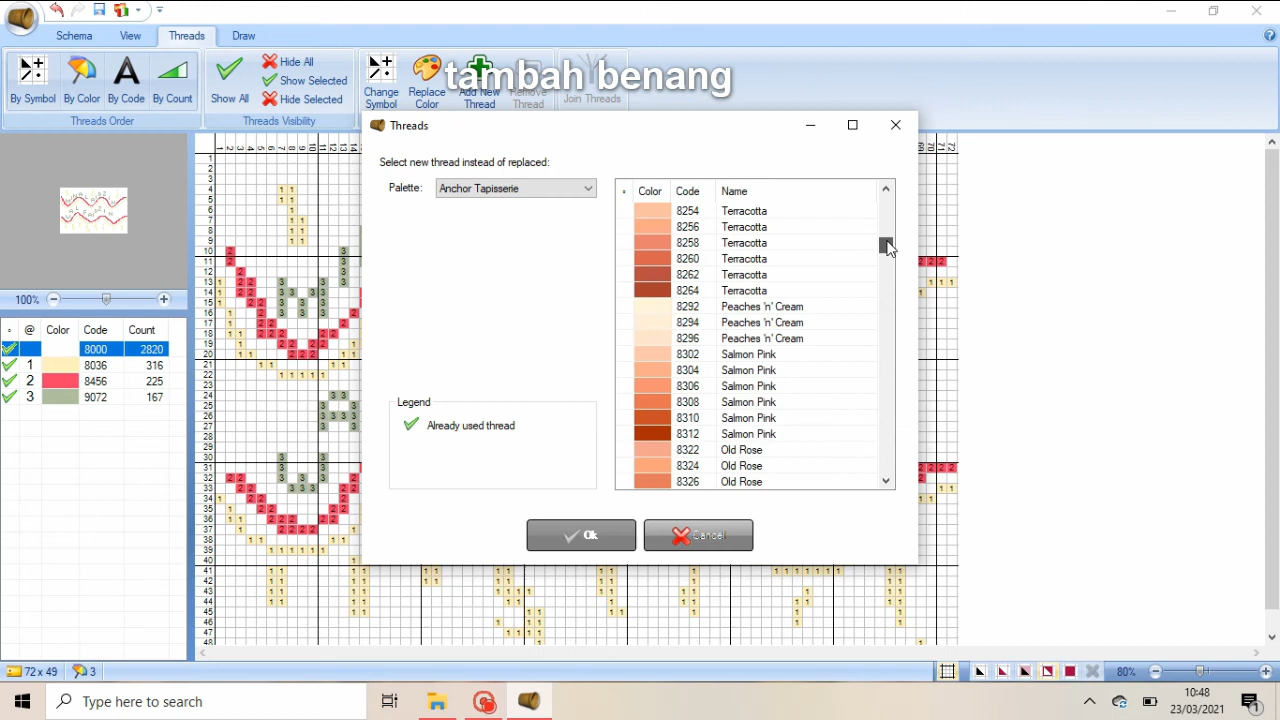 Schema View Threads Draw
tambah benang
By Symbol By Color By Code By Count
Threads Order
Show All
Hide All
Show Selected
Hide Selected
Threads Visibility
Change Symbol
Replace Color
Add New Thread
Remove Thread
Join Threads
Threads
Select new thread instead of replaced:
Palette: Anchor Tapisserie
Color Code Name
8254 Terracotta
8256 Terracotta
8258 Terracotta
8260 Terracotta
8262 Terracotta
8264 Terracotta
8292 Peaches 'n' Cream
8294 Peaches 'n' Cream
8296 Peaches 'n' Cream
8302 Salmon Pink
8304 Salmon Pink
8306 Salmon Pink
8308 Salmon Pink
8310 Salmon Pink
8312 Salmon Pink
8322 Old Rose
8324 Old Rose
8326 Old Rose
Legend
Already used thread
Ok Cancel
100%
@ Color Code Count
8000 2820
1 8036 316
2 8456 225
3 9072 167
72 x 49 3
80%
Type here to search
10:48
23/03/2021